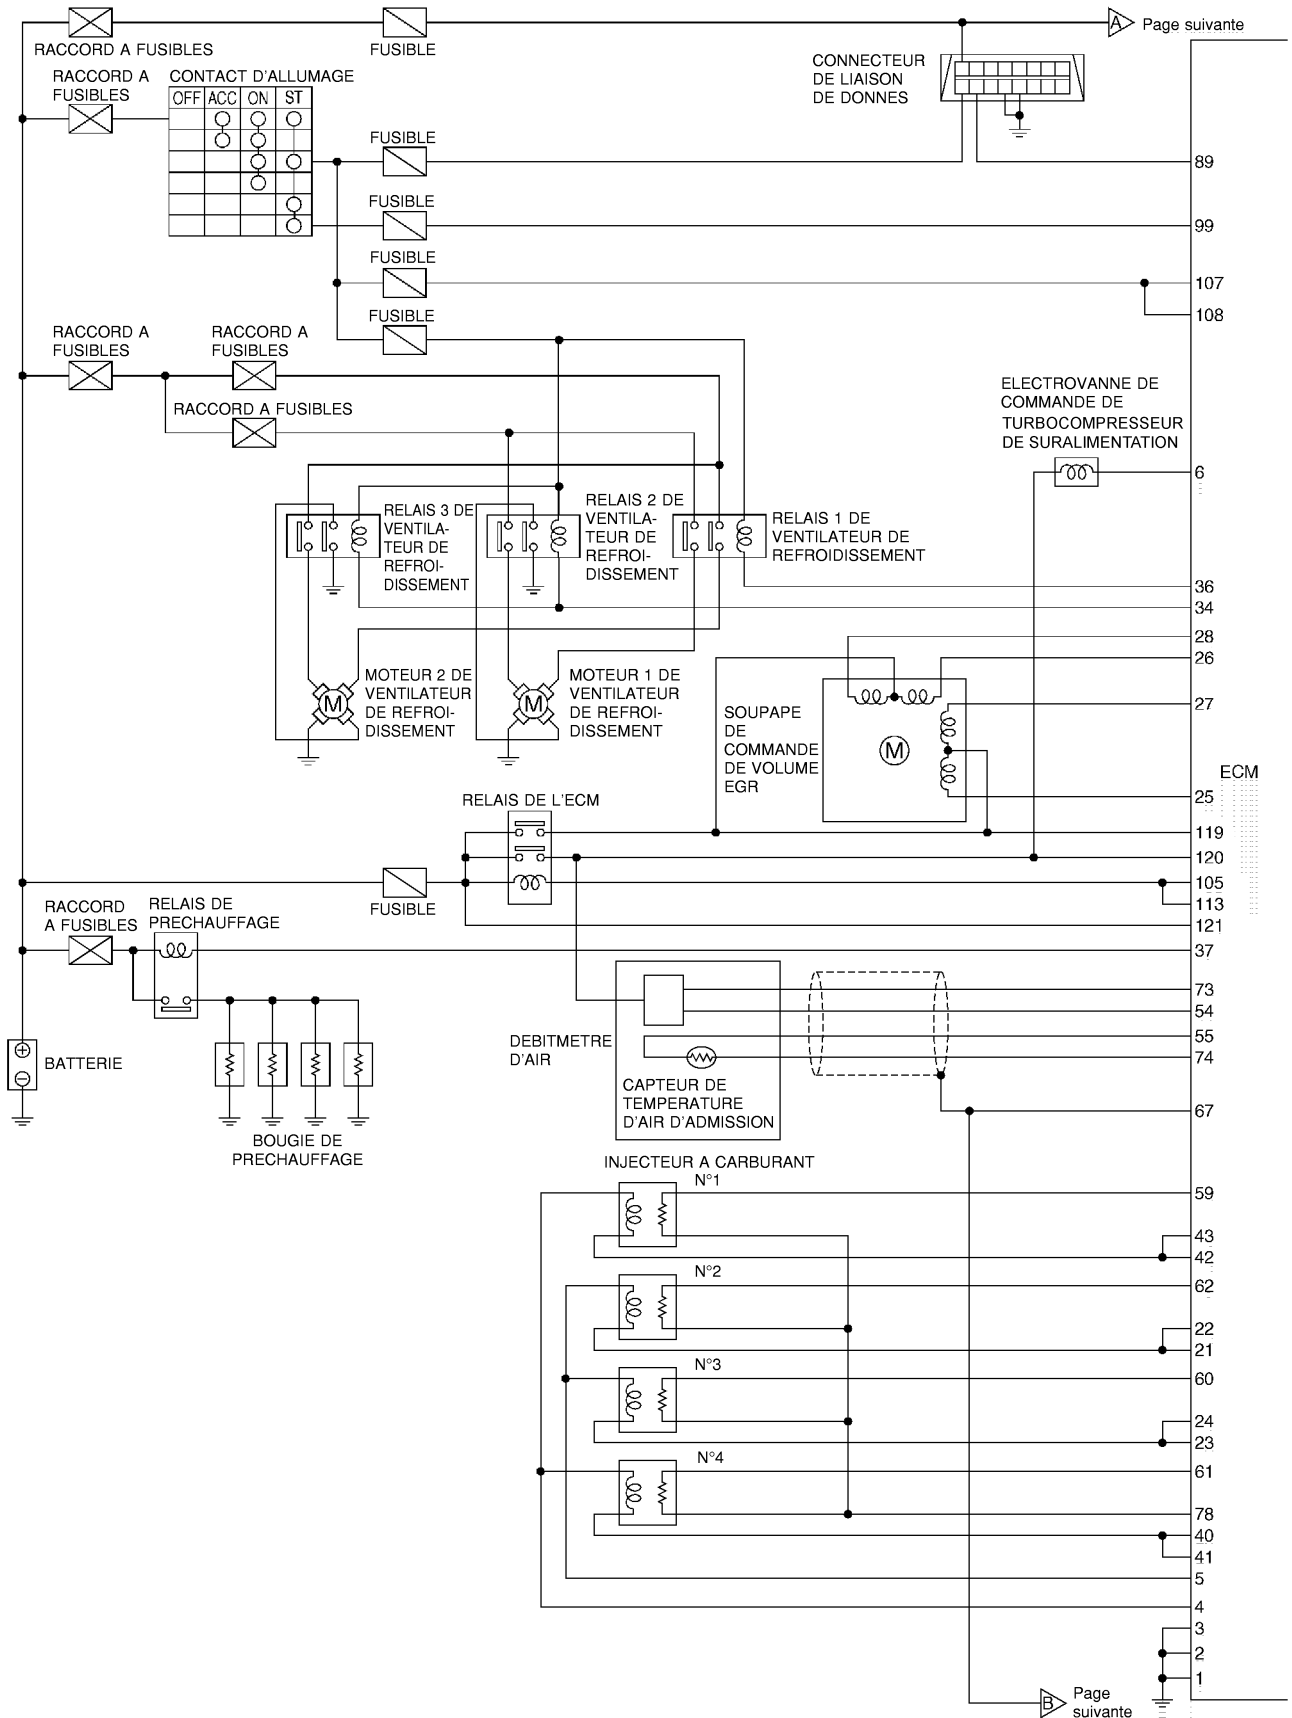 A
Page suivante
RACCORD A FUSIBLES
FUSIBLE
CONNECTEUR
DE LIAISON
DE DONNES
RACCORD A
FUSIBLES
CONTACT D'ALLUMAGE
OFF ACC ON ST
FUSIBLE
89
FUSIBLE
99
FUSIBLE
107
108
FUSIBLE
RACCORD A
FUSIBLES
RACCORD A
FUSIBLES
RACCORD A FUSIBLES
ELECTROVANNE DE
COMMANDE DE
TURBOCOMPRESSEUR
DE SURALIMENTATION
6
RELAIS 3 DE
VENTILA-
TEUR DE
REFROI-
DISSEMENT
RELAIS 2 DE
VENTILA-
TEUR DE
REFROI-
DISSEMENT
RELAIS 1 DE
VENTILATEUR DE
REFROIDISSEMENT
36
34
28
26
27
25
M
MOTEUR 2 DE
VENTILATEUR
DE REFROI-
DISSEMENT
M
MOTEUR 1 DE
VENTILATEUR
DE REFROI-
DISSEMENT
SOUPAPE
DE
COMMANDE
DE VOLUME
EGR
M
ECM
RELAIS DE L'ECM
119
120
105
113
121
37
FUSIBLE
RACCORD
A FUSIBLES
RELAIS DE
PRECHAUFFAGE
BATTERIE
BOUGIE DE
PRECHAUFFAGE
DEBITMETRE
D'AIR
CAPTEUR DE
TEMPERATURE
D'AIR D'ADMISSION
73
54
55
74
67
INJECTEUR A CARBURANT
N°1
59
43
42
N°2
62
22
21
N°3
60
24
23
N°4
61
78
40
41
5
4
3
2
1
B
Page
suivante